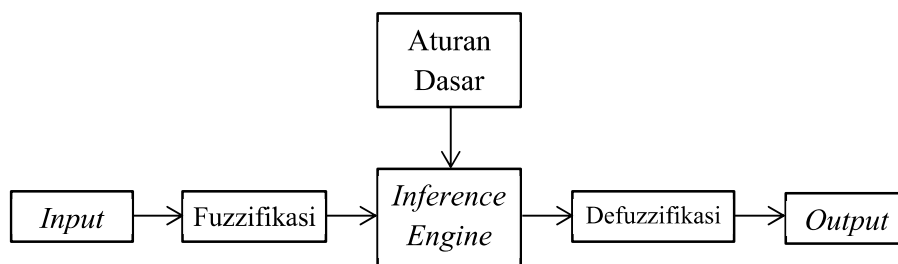 Aturan
Dasar
Input
Fuzzifikasi
Inference
Engine
Defuzzifikasi
Output